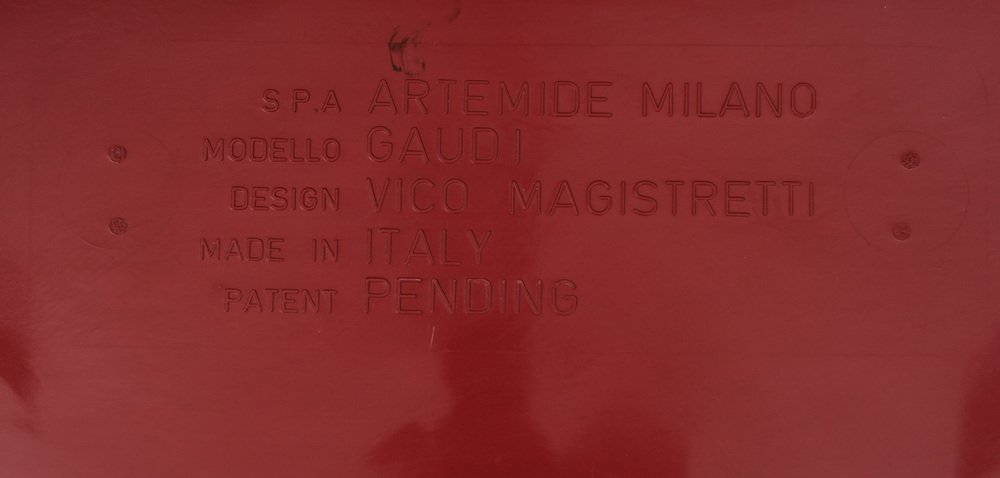 S P.A ARTEMIDE MILANO
MODELLO GAUDI
DESIGN VICO MAGISTRETTI
MADE IN ITALY
PATENT PENDING